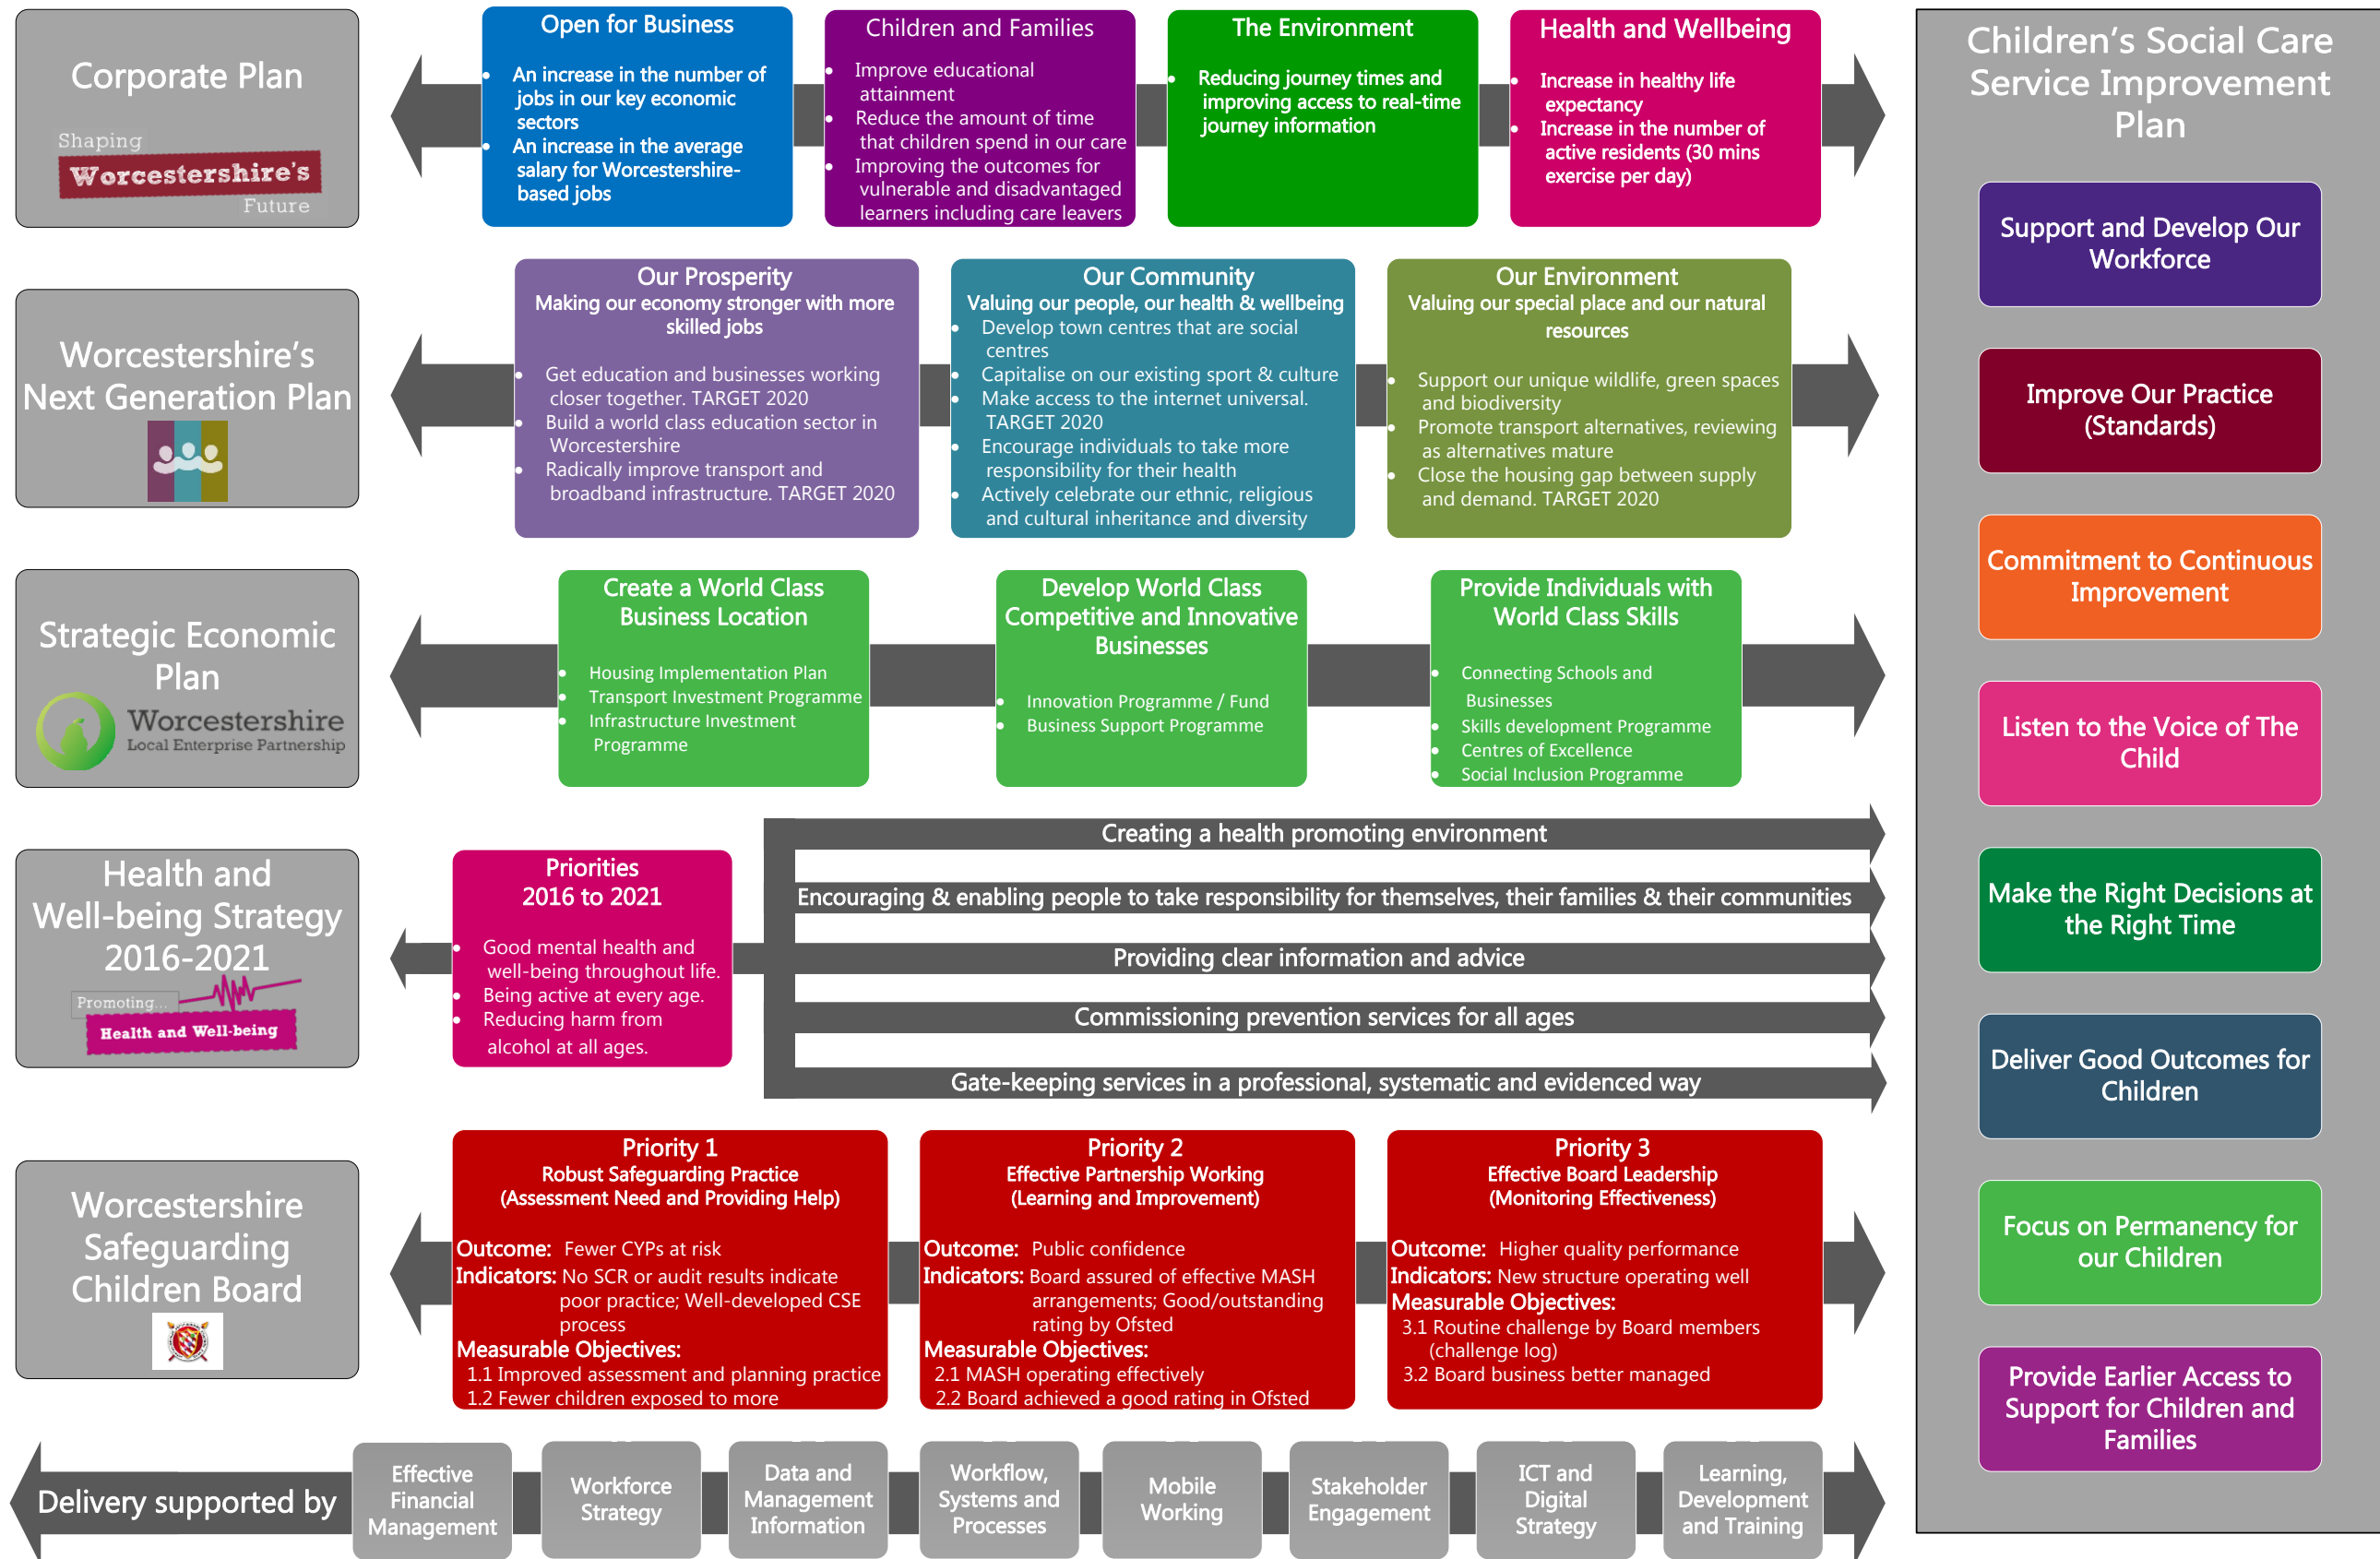 Corporate Plan
Shaping
Worcestershire's
Future
Open for Business
• An increase in the number of
jobs in our key economic
sectors
• An increase in the average
salary for Worcestershire-
based jobs
Children and Families
• Improve educational
attainment
• Reduce the amount of time
that children spend in our care
• Improving the outcomes for
vulnerable and disadvantaged
learners including care leavers
The Environment
• Reducing journey times and
improving access to real-time
journey information
Health and Wellbeing
• Increase in healthy life
expectancy
• Increase in the number of
active residents (30 mins
exercise per day)
Worcestershire's
Next Generation Plan
Our Prosperity
Making our economy stronger with more
skilled jobs
• Get education and businesses working
closer together. TARGET 2020
• Build a world class education sector in
Worcestershire
• Radically improve transport and
broadband infrastructure. TARGET 2020
Our Community
Valuing our people, our health & wellbeing
• Develop town centres that are social
centres
• Capitalise on our existing sport & culture
• Make access to the internet universal.
TARGET 2020
• Encourage individuals to take more
responsibility for their health
• Actively celebrate our ethnic, religious
and cultural inheritance and diversity
Our Environment
Valuing our special place and our natural
resources
• Support our unique wildlife, green spaces
and biodiversity
• Promote transport alternatives, reviewing
as alternatives mature
• Close the housing gap between supply
and demand. TARGET 2020
Strategic Economic
Plan
Worcestershire
Local Enterprise Partnership
Create a World Class
Business Location
• Housing Implementation Plan
• Transport Investment Programme
• Infrastructure Investment
Programme
Develop World Class
Competitive and Innovative
Businesses
• Innovation Programme / Fund
• Business Support Programme
Provide Individuals with
World Class Skills
• Connecting Schools and
Businesses
• Skills development Programme
• Centres of Excellence
• Social Inclusion Programme
Health and
Well-being Strategy
2016-2021
Promoting...
Health and Well-being
Priorities
2016 to 2021
• Good mental health and
well-being throughout life.
• Being active at every age.
• Reducing harm from
alcohol at all ages.
Creating a health promoting environment
Encouraging & enabling people to take responsibility for themselves, their families & their communities
Providing clear information and advice
Commissioning prevention services for all ages
Gate-keeping services in a professional, systematic and evidenced way
Worcestershire
Safeguarding
Children Board
Priority 1
Robust Safeguarding Practice
(Assessment Need and Providing Help)
Outcome: Fewer CYPs at risk
Indicators: No SCR or audit results indicate
poor practice; Well-developed CSE
process
Measurable Objectives:
1.1 Improved assessment and planning practice
1.2 Fewer children exposed to more
Priority 2
Effective Partnership Working
(Learning and Improvement)
Outcome: Public confidence
Indicators: Board assured of effective MASH
arrangements; Good/outstanding
rating by Ofsted
Measurable Objectives:
2.1 MASH operating effectively
2.2 Board achieved a good rating in Ofsted
Priority 3
Effective Board Leadership
(Monitoring Effectiveness)
Outcome: Higher quality performance
Indicators: New structure operating well
Measurable Objectives:
3.1 Routine challenge by Board members
(challenge log)
3.2 Board business better managed
Delivery supported by
Effective
Financial
Management
Workforce
Strategy
Data and
Management
Information
Workflow,
Systems and
Processes
Mobile
Working
Stakeholder
Engagement
ICT and
Digital
Strategy
Learning,
Development
and Training
Children's Social Care
Service Improvement
Plan
Support and Develop Our
Workforce
Improve Our Practice
(Standards)
Commitment to Continuous
Improvement
Listen to the Voice of The
Child
Make the Right Decisions at
the Right Time
Deliver Good Outcomes for
Children
Focus on Permanency for
our Children
Provide Earlier Access to
Support for Children and
Families